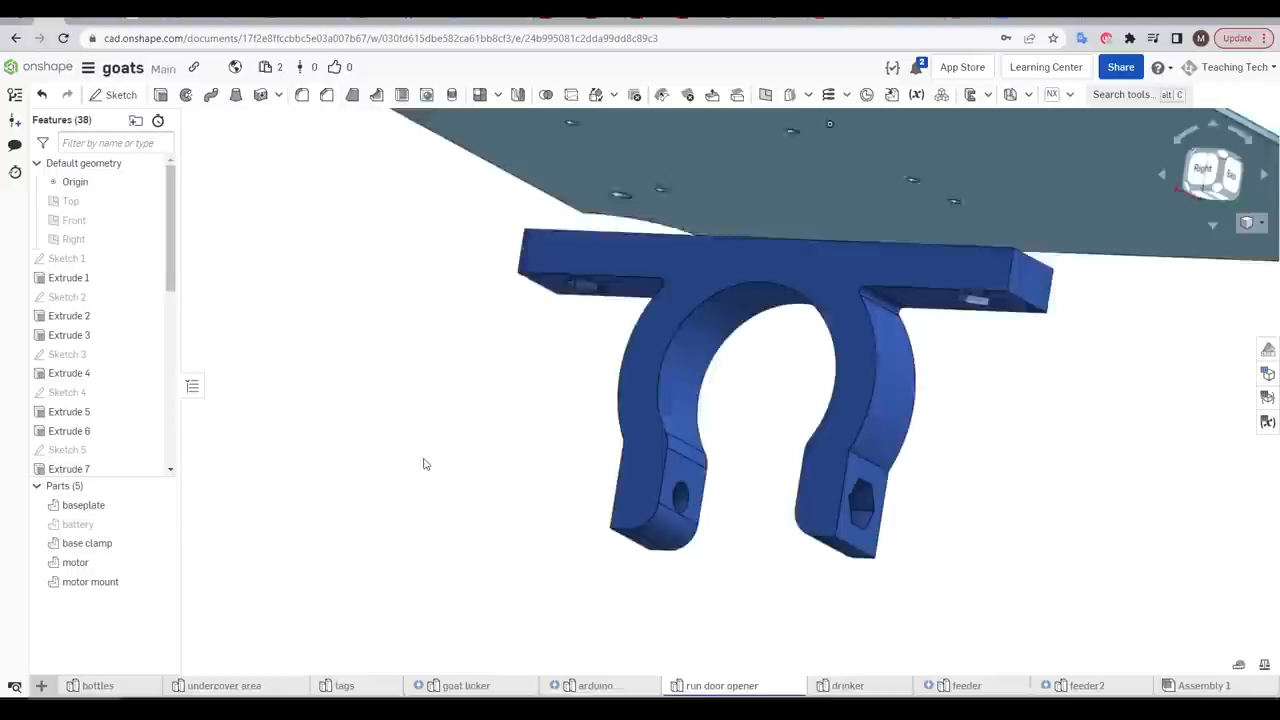 cad.onshape.com/documents/17f2e8ffccbbc5e03a007b67/w/030fd615dbe582ca61bb8cf3/e/24b995081c2dda99dd8c89c3
M
Update
onshape
goats Main
2
0
0
2
App Store
Learning Center
Share
Teaching Tech
Sketch
(x)
NX
Search tools... alt C
Features (38)
Filter by name or type
Default geometry
Origin
Top
Front
Right
Sketch 1
Extrude 1
Sketch 2
Extrude 2
Extrude 3
Sketch 3
Extrude 4
Sketch 4
Extrude 5
Extrude 6
Sketch 5
Extrude 7
Parts (5)
baseplate
battery
base clamp
motor
motor mount
Right
(x)
bottles
undercover area
tags
goat licker
arduino...
run door opener
drinker
feeder
feeder2
Assembly 1